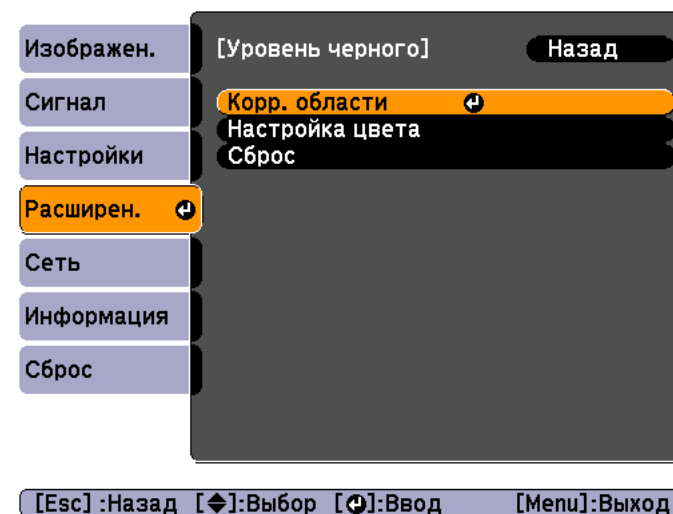 Изображен.
Сигнал
Настройки
Расширен.
Сеть
Информация
Сброс
[Уровень черного] Назад
Корр. области
Настройка цвета
Сброс
[Esc] :Назад [◆]:Выбор [⏎]:Ввод [Menu]:Выход